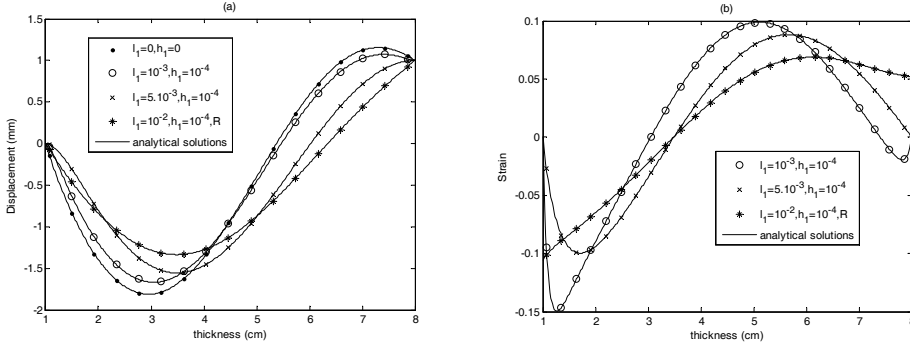 (a)
1.5
1
0.5
0
-0.5
-1
-1.5
-2
Displacement (mm)
l1=0,h1=0
l1=10-3,h1=10-4
l1=5.10-3,h1=10-4
l1=10-2,h1=10-4,R
analytical solutions
1 2 3 4 5 6 7 8
thickness (cm)
(b)
0.1
0.05
0
-0.05
-0.1
-0.15
Strain
l1=10-3,h1=10-4
l1=5.10-3,h1=10-4
l1=10-2,h1=10-4,R
analytical solutions
1 2 3 4 5 6 7 8
thickness (cm)